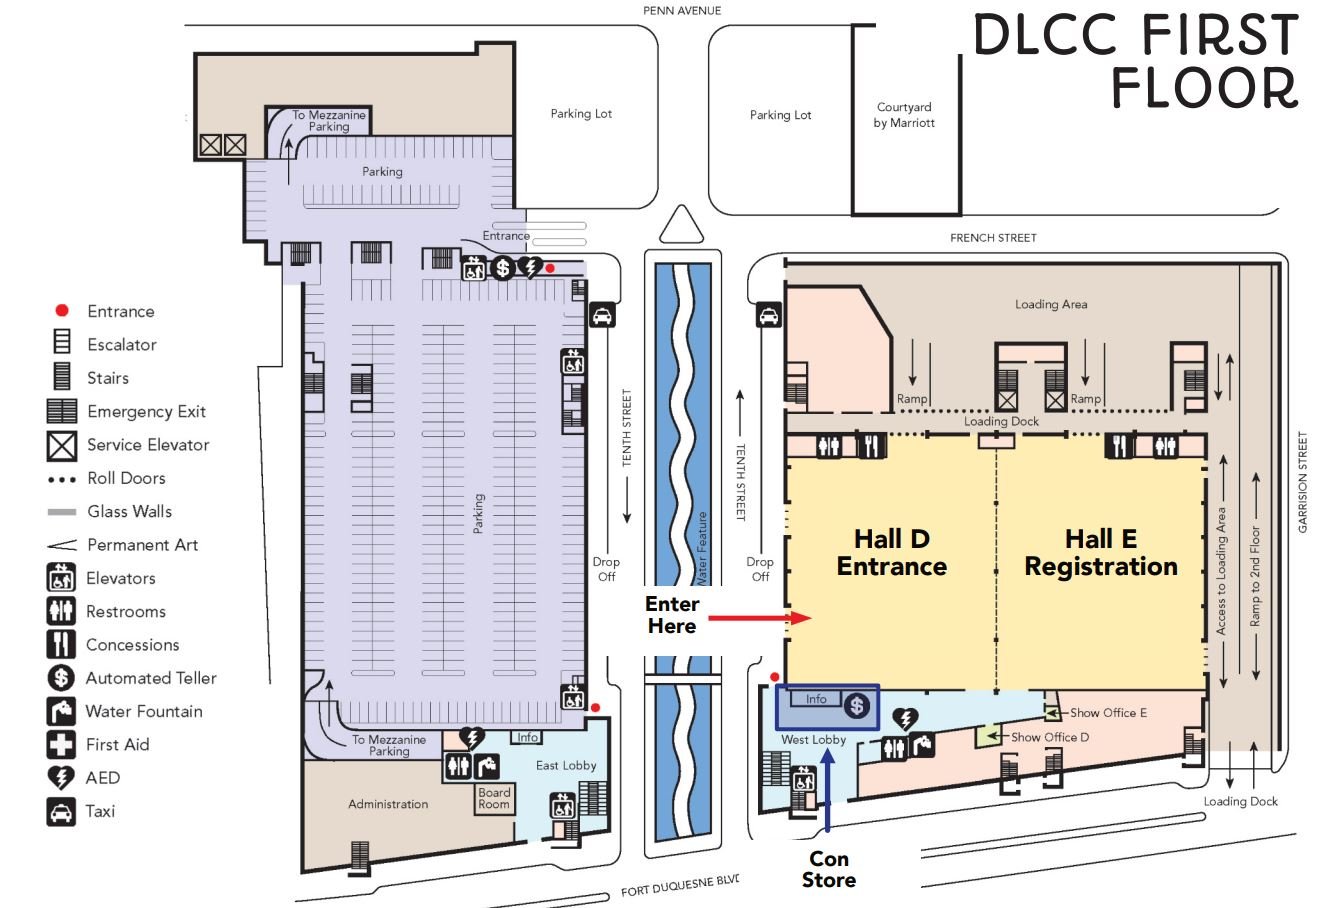 PENN AVENUE
DLCC FIRST
FLOOR
To Mezzanine
Parking
Parking
Parking Lot
Parking Lot
Courtyard
by Marriott
Entrance
FRENCH STREET
Entrance
Escalator
Stairs
Emergency Exit
Service Elevator
Roll Doors
Glass Walls
Permanent Art
Elevators
Restrooms
Concessions
Automated Teller
Water Fountain
First Aid
AED
Taxi
Parking
TENTH STREET
TENTH STREET
Water Feature
Drop
Off
Drop
Off
Enter
Here
Loading Area
Ramp
Ramp
Loading Dock
Hall D
Entrance
Hall E
Registration
Access to Loading Area
Ramp to 2nd Floor
GARRISION STREET
Info
$
$
$
West Lobby
Show Office E
Show Office D
Loading Dock
To Mezzanine
Parking
Info
East Lobby
Administration
Board
Room
Con
Store
FORT DUQUESNE BLVD